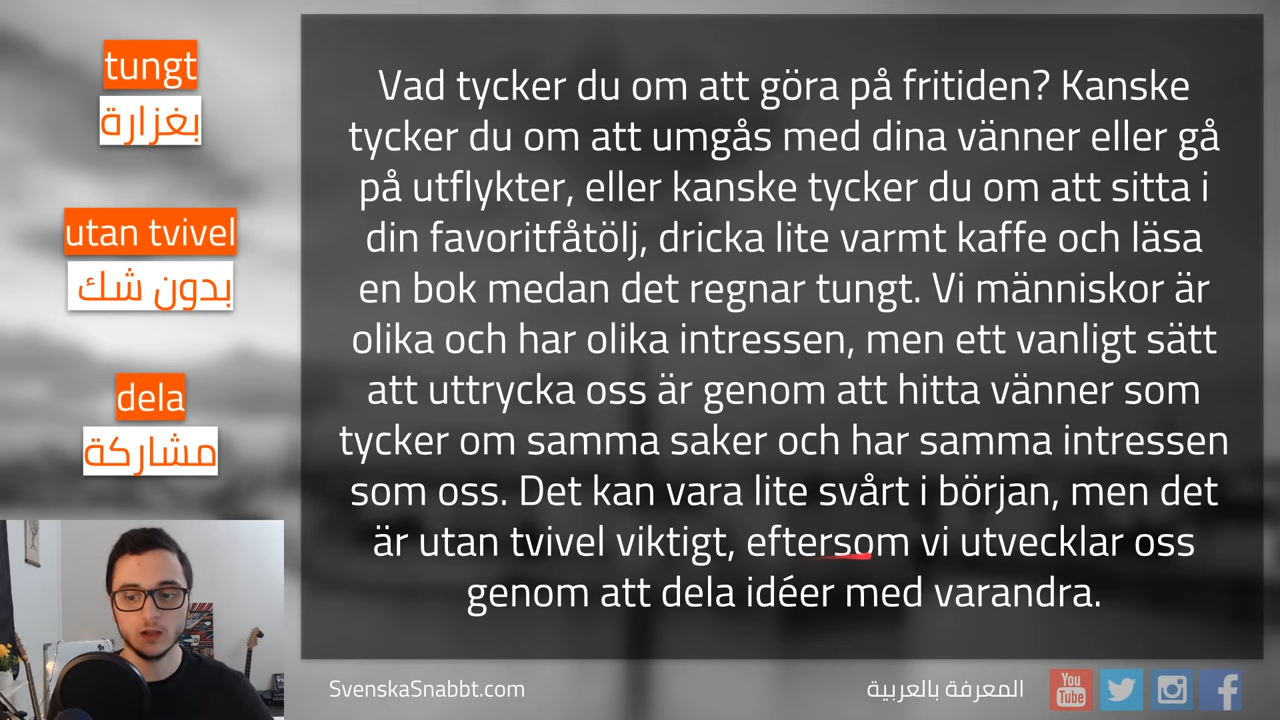 tungt
بغزارة
utan tvivel
بدون شك
dela
مشاركة
Vad tycker du om att göra på fritiden? Kanske
tycker du om att umgås med dina vänner eller gå
på utflykter, eller kanske tycker du om att sitta i
din favoritfåtölj, dricka lite varmt kaffe och läsa
en bok medan det regnar tungt. Vi människor är
olika och har olika intressen, men ett vanligt sätt
att uttrycka oss är genom att hitta vänner som
tycker om samma saker och har samma intressen
som oss. Det kan vara lite svårt i början, men det
är utan tvivel viktigt, eftersom vi utvecklar oss
genom att dela idéer med varandra.
SvenskaSnabbt.com
المعرفة بالعربية
You
Tube